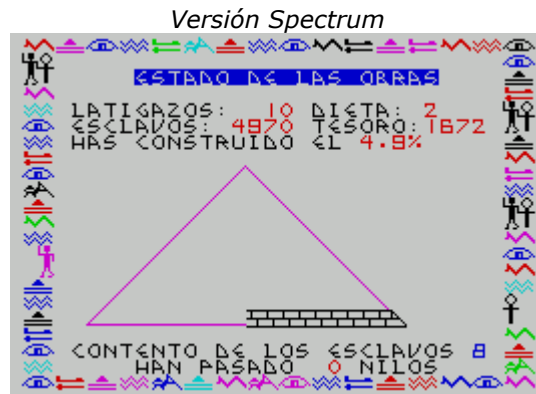 Versión Spectrum
ESTADO DE LAS OBRAS
LATIGAZOS: 10 DIETA: 2
ESCLAVOS: 4970 TESORO:1672
HAS CONSTRUIDO EL 4.9%
CONTENTO DE LOS ESCLAVOS 8
HAN PASADO 0 NILOS